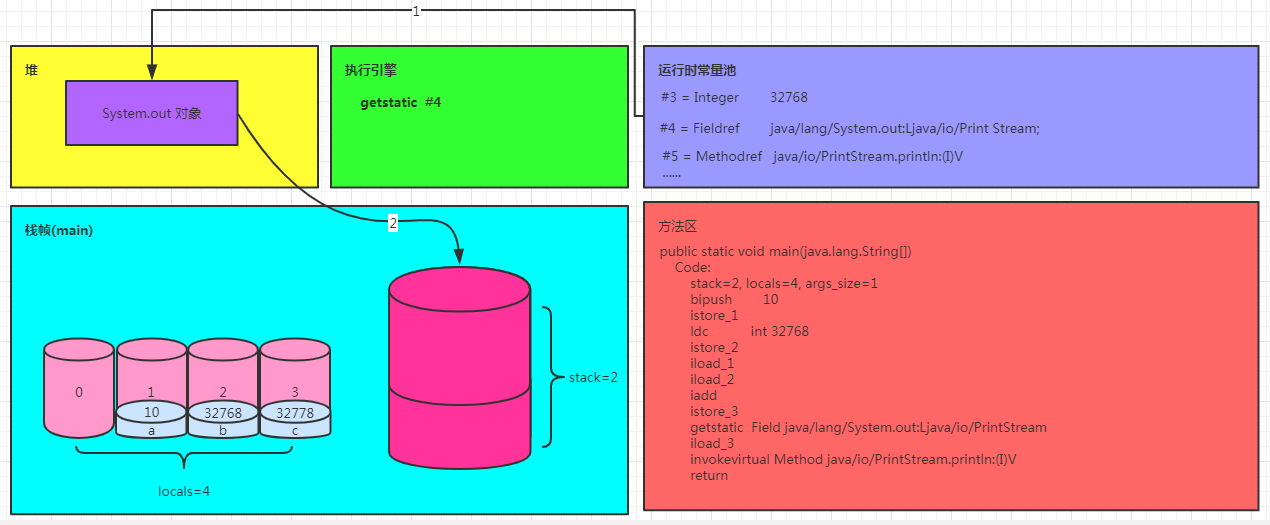 1
堆
System.out 对象
执行引擎
getstatic #4
运行时常量池
#3 = Integer 32768
#4 = Fieldref java/lang/System.out:Ljava/io/Print Stream;
#5 = Methodref java/io/PrintStream.println:(I)V
......
2
栈帧(main)
0
1
2
3
10
32768
32778
a
b
c
locals=4
stack=2
方法区
public static void main(java.lang.String[])
Code:
stack=2, locals=4, args_size=1
bipush 10
istore_1
ldc int 32768
istore_2
iload_1
iload_2
iadd
istore_3
getstatic Field java/lang/System.out:Ljava/io/PrintStream
iload_3
invokevirtual Method java/io/PrintStream.println:(I)V
return